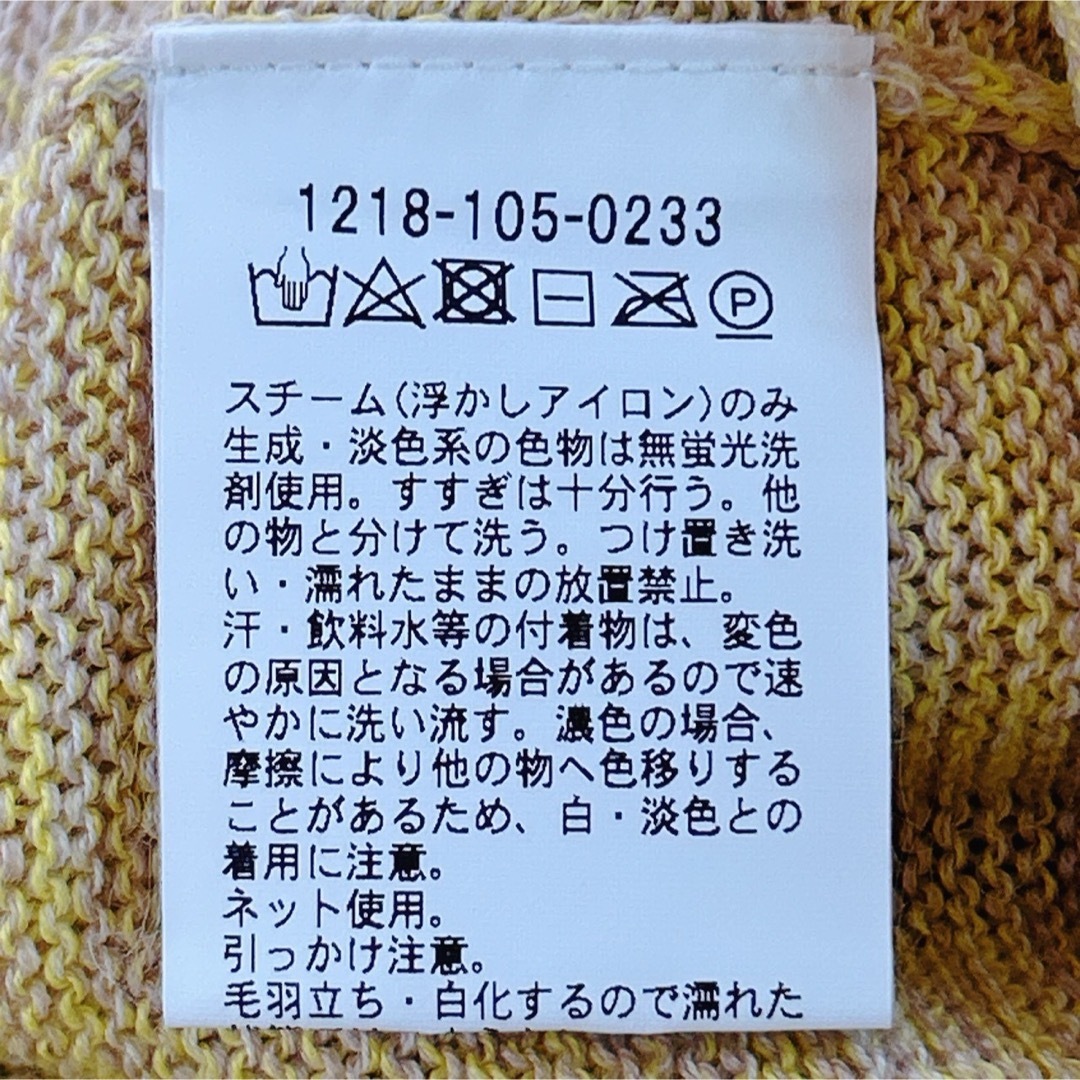 1218-105-0233
P
スチーム(浮かしアイロン)のみ
生成・淡色系の色物は無蛍光洗
剤使用。すすぎは十分行う。他
の物と分けて洗う。つけ置き洗
い・濡れたままの放置禁止。
汗・飲料水等の付着物は、変色
の原因となる場合があるので速
やかに洗い流す。濃色の場合、
摩擦により他の物へ色移りする
ことがあるため、白・淡色との
着用に注意。
ネット使用。
引っかけ注意。
毛羽立ち・白化するので濡れた